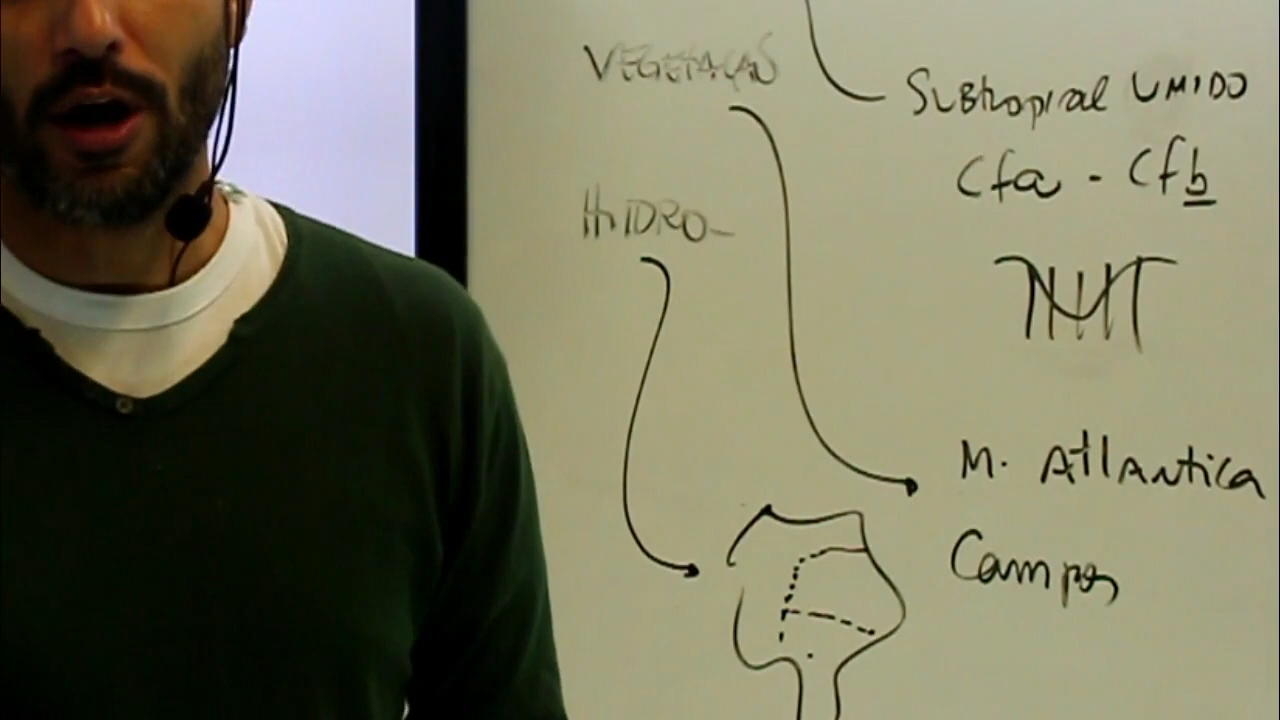 VEGETAÇÃO
Subtropical UMIDO
Cfa - Cfb
HIDRO-
M. Atlantica
Campos